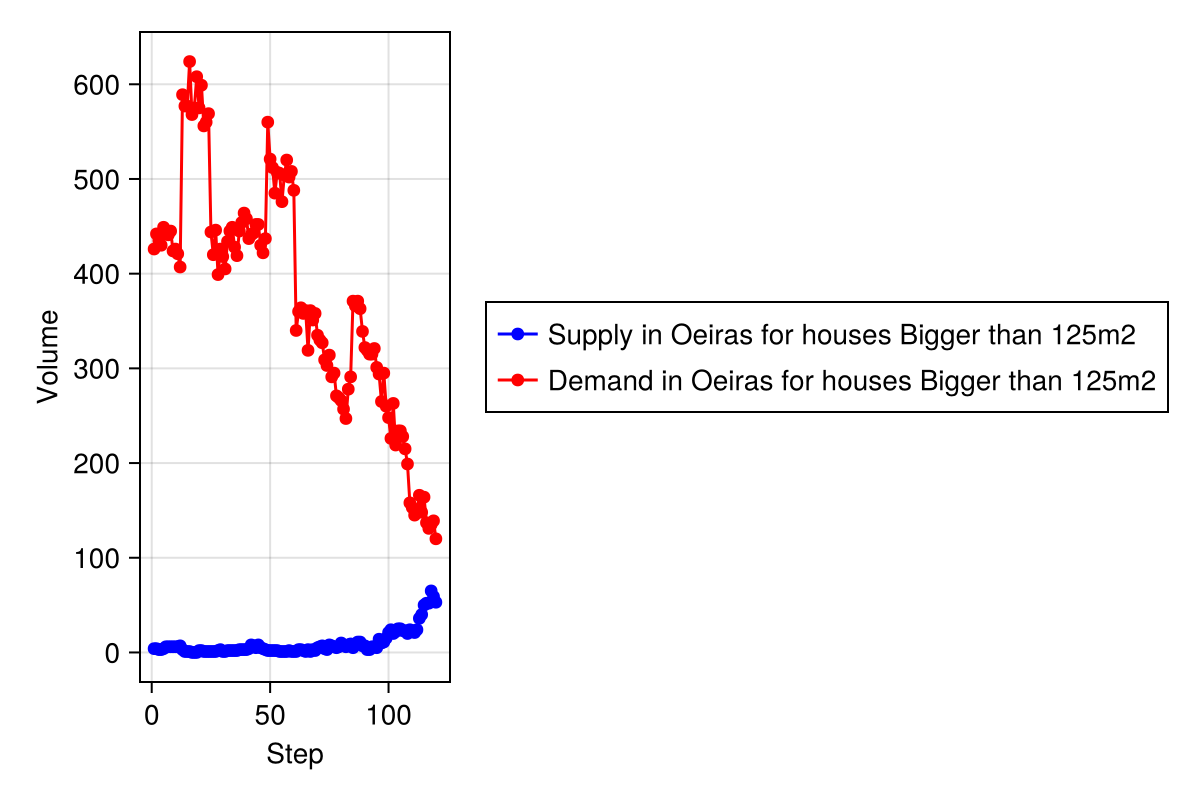 600
500
400
300
200
100
0
Volume
0 50 100
Step
Supply in Oeiras for houses Bigger than 125m2
Demand in Oeiras for houses Bigger than 125m2